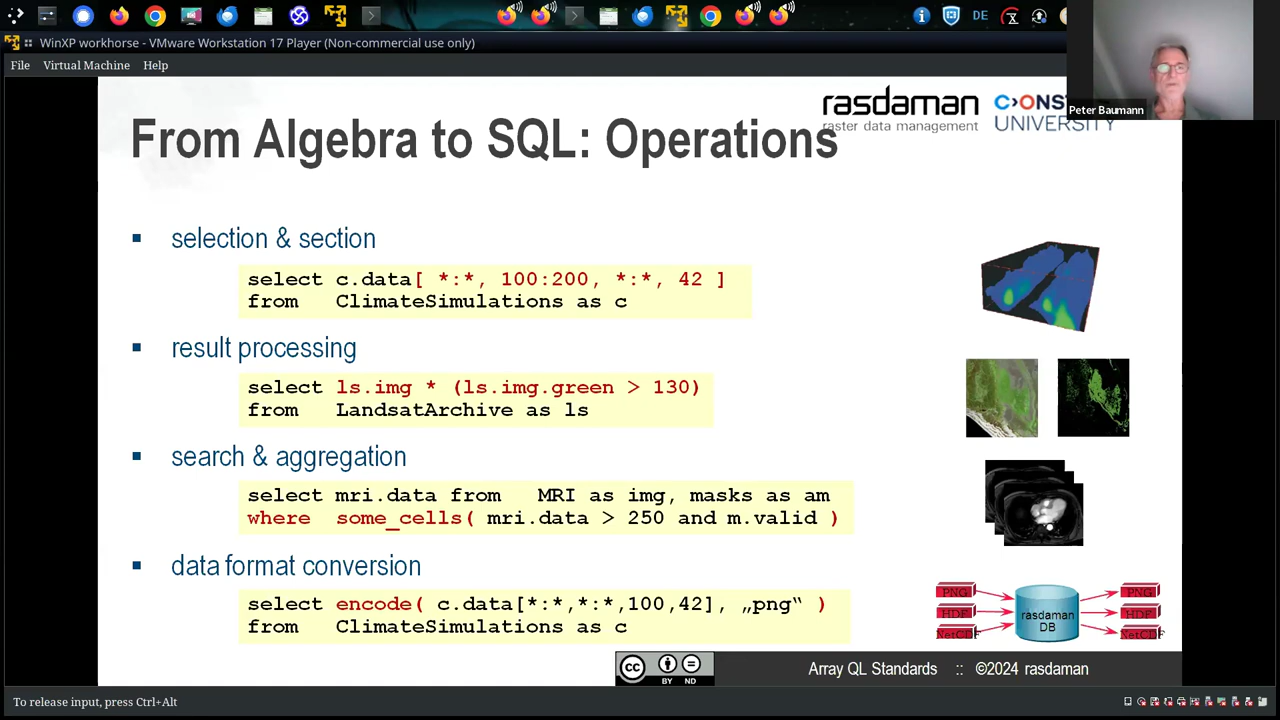 DE
WinXP workhorse - VMware Workstation 17 Player (Non-commercial use only)
File Virtual Machine Help
Peter Baumann
rasdaman
raster data management
UNIVERSITY
From Algebra to SQL: Operations
selection & section
select c.data[ *:*, 100:200, *:*, 42 ]
from ClimateSimulations as c
result processing
select ls.img * (ls.img.green > 130)
from LandsatArchive as ls
search & aggregation
select mri.data from MRI as img, masks as am
where some_cells( mri.data > 250 and m.valid )
data format conversion
select encode( c.data[*:*,*:*,100,42], „png“ )
from ClimateSimulations as c
PNG
HDF
NetCDF
rasdaman
DB
PNG
HDF
NetCDF
cc
BY ND
Array QL Standards :: ©2024 rasdaman
To release input, press Ctrl+Alt